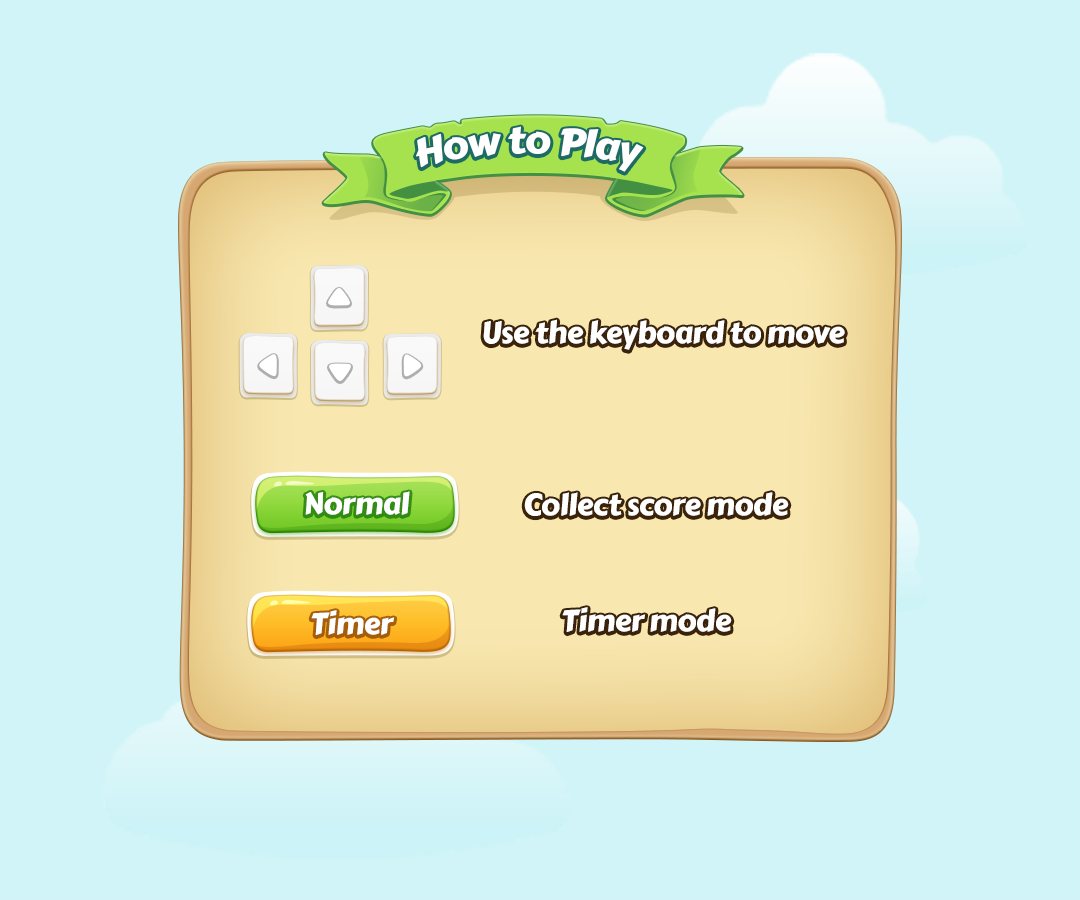 How to Play
Use the keyboard to move
Normal
Collect score mode
Timer
Timer mode